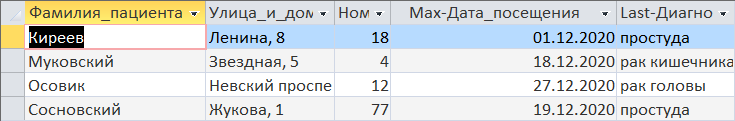 Фамилия_пациента Улица_и_дом Ном Max-Дата_посещения Last-Диагно
Киреев Ленина, 8 18 01.12.2020 простуда
Муковский Звездная, 5 4 18.12.2020 рак кишечника
Осовик Невский проспе 12 27.12.2020 рак головы
Сосновский Жукова, 1 77 19.12.2020 простуда